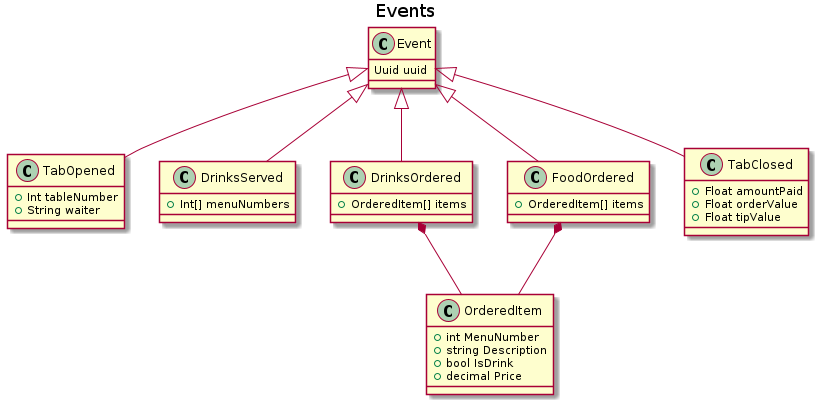 Events
C Event
Uuid uuid
C TabOpened
Int tableNumber
String waiter
C DrinksServed
Int[] menuNumbers
C DrinksOrdered
OrderedItem[] items
C FoodOrdered
OrderedItem[] items
C TabClosed
Float amountPaid
Float orderValue
Float tipValue
C OrderedItem
int MenuNumber
string Description
bool IsDrink
decimal Price